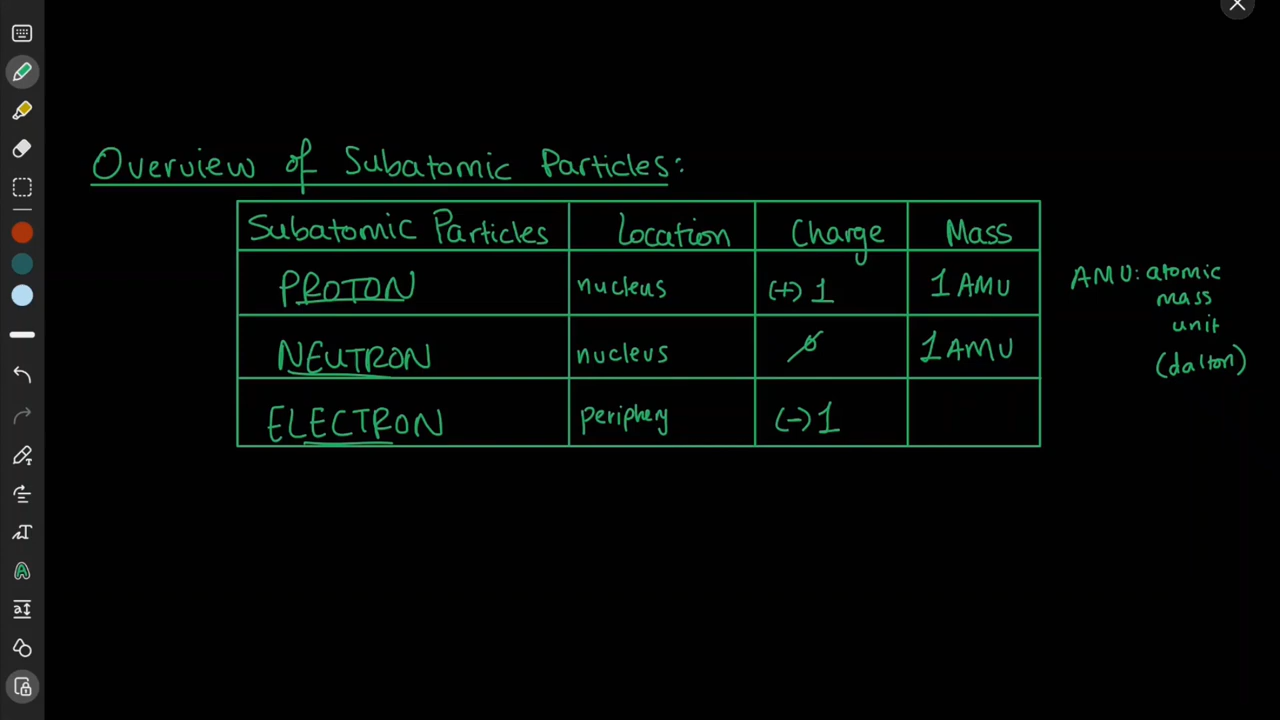 Overview of Subatomic Particles:
Subatomic Particles Location Charge Mass
PROTON nucleus (+) 1 1 AMU
NEUTRON nucleus ∅ 1 AMU
ELECTRON periphery (-) 1
AMU: atomic
mass
unit
(dalton)